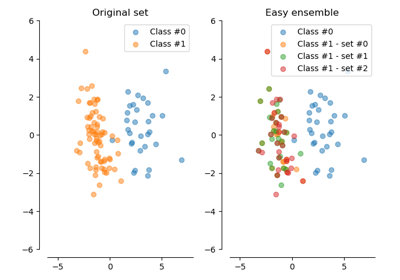 Original set
Class #0
Class #1
6
4
2
0
−2
−4
−6
−5
0
5
Easy ensemble
Class #0
Class #1 - set #0
Class #1 - set #1
Class #1 - set #2
6
4
2
0
−2
−4
−6
−5
0
5